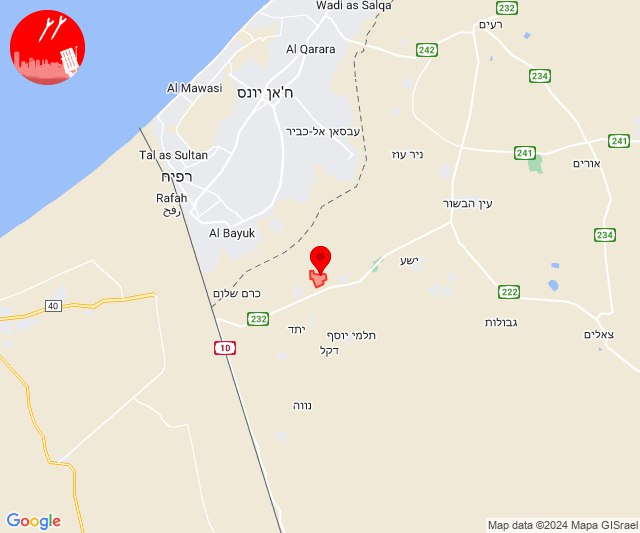 Wadi as Salqa
232
רעים
Al Qarara
242
234
Al Mawasi
ח'אן יונס
עבסאן אל-כביר
241
Tal as Sultan
ניר עוז
241
אורים
רפיח
Rafah
رفح
עין הבשור
Al Bayuk
234
ישע
כרם שלום
222
40
232
יתד
תלמי יוסף
גבולות
צאלים
10
דקל
נווה
Google
Map data ©2024 Mapa GISrael